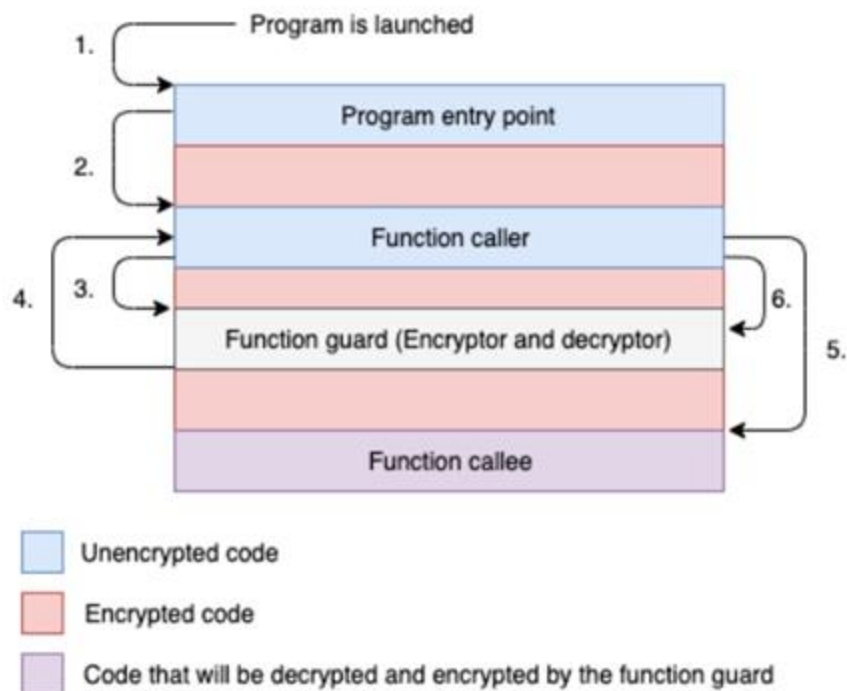 Program is launched
1.
Program entry point
2.
Function caller
3.
4.
6.
Function guard (Encryptor and decryptor)
5.
Function callee
Unencrypted code
Encrypted code
Code that will be decrypted and encrypted by the function guard